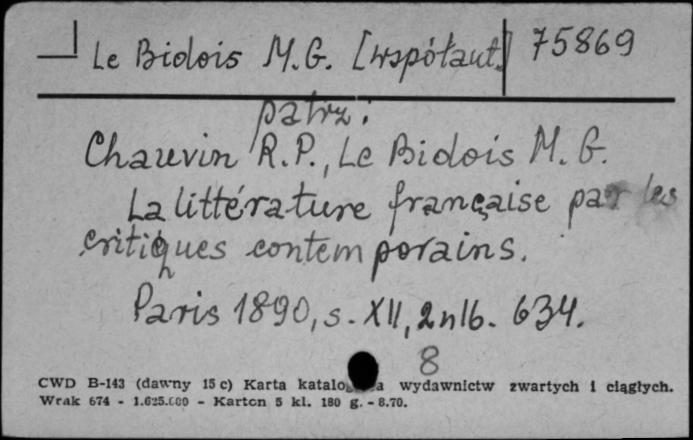 Le Bidois M.G. [współaut.] 75869
patrz:
Chauvin R.P., Le Bidois M.G.
La littérature française par les
critiques contemporains.
Paris 1890, s. XII, 2nlb. 634.
8
CWD B-143 (dawny 15 c) Karta wydawnictw zwartych i ciągłych.
Wrak 674 - 1.625.000 - Karton 5 kl. 180 g. - 8.70.